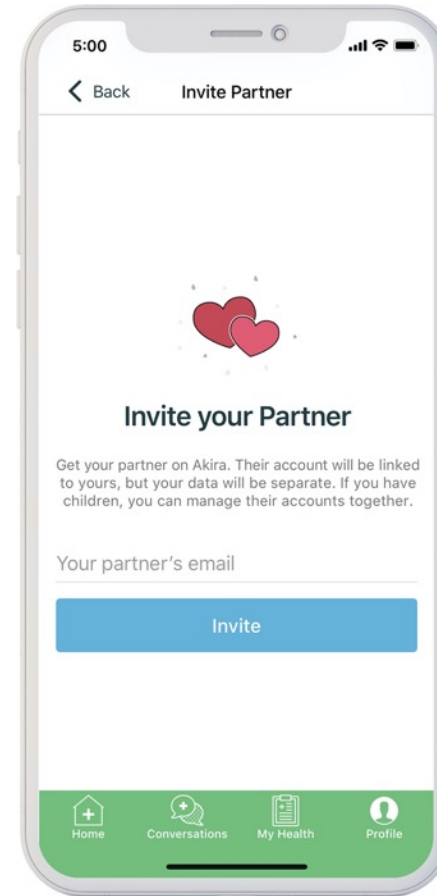 5:00
Back
Invite Partner
Invite your Partner
Get your partner on Akira. Their account will be linked
to yours, but your data will be separate. If you have
children, you can manage their accounts together.
Your partner's email
Invite
Home
Conversations
My Health
Profile